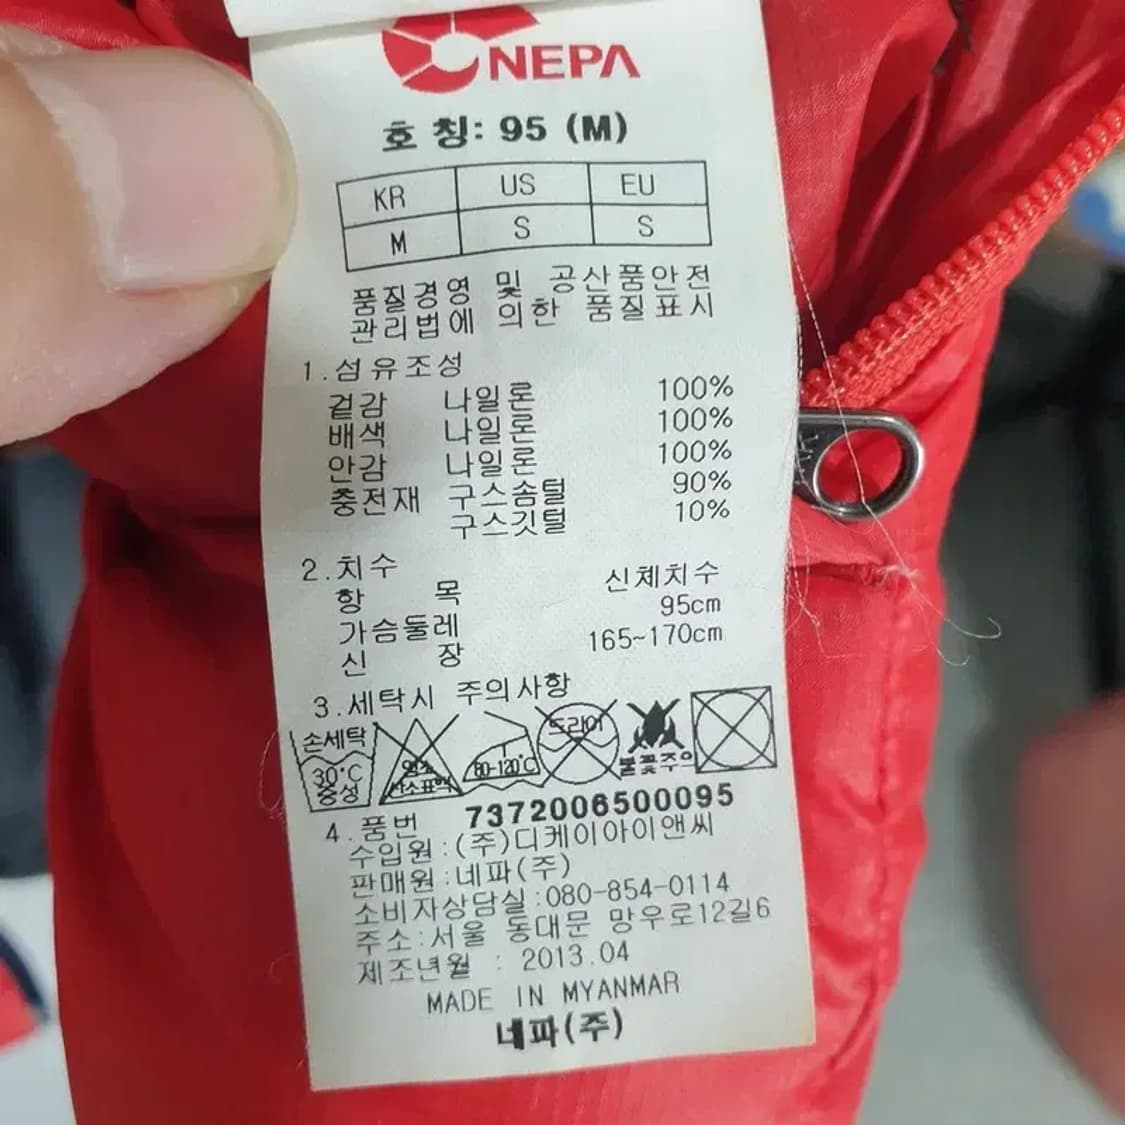 NEPA
호 칭: 95 (M)
KR US EU
M S S
품질경영 및 공산품안전
관리법에 의한 품질표시
1.섬유조성
겉감 나일론 100%
배색 나일론 100%
안감 나일론 100%
충전재 구스솜털 90%
구스깃털 10%
2.치수
항 목 신체치수
가슴둘레 95cm
신 장 165~170cm
3.세탁시 주의사항
손세탁 30°C 중성
염소 산소표백
80-120°C
드라이
불꽃주의
4.품번 7372006500095
수입원:(주)디케이아이앤씨
판매원:네파(주)
소비자상담실:080-854-0114
주소:서울 동대문 망우로12길6
제조년월 : 2013.04
MADE IN MYANMAR
네파(주)